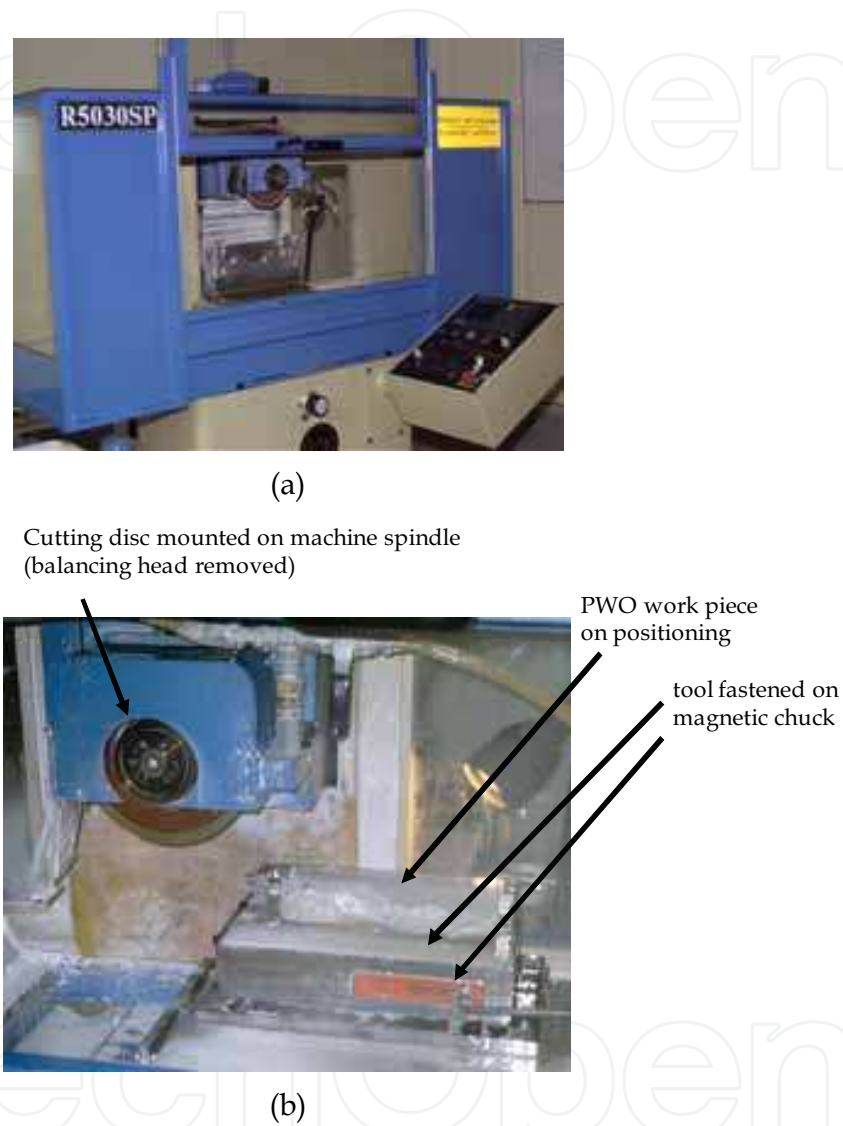 R5030SP
(a)
Cutting disc mounted on machine spindle
(balancing head removed)
PWO work piece
on positioning
tool fastened on
magnetic chuck
(b)